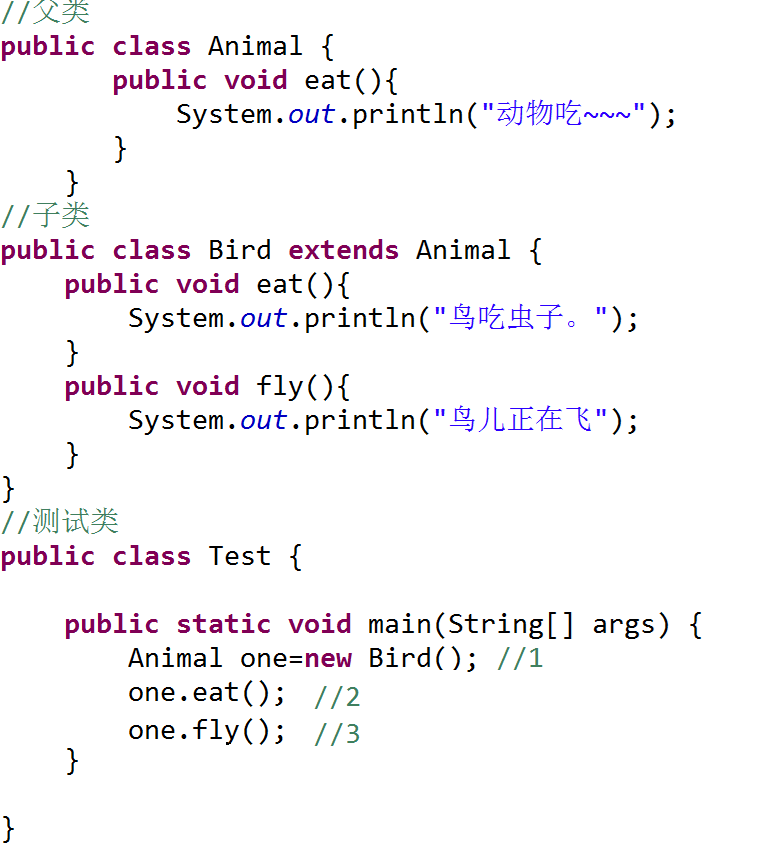 //父类
public class Animal {
public void eat(){
System.out.println("动物吃~~~");
}
}
//子类
public class Bird extends Animal {
public void eat(){
System.out.println("鸟吃虫子。");
}
public void fly(){
System.out.println("鸟儿正在飞");
}
}
//测试类
public class Test {
public static void main(String[] args) {
Animal one=new Bird(); //1
one.eat(); //2
one.fly(); //3
}
}